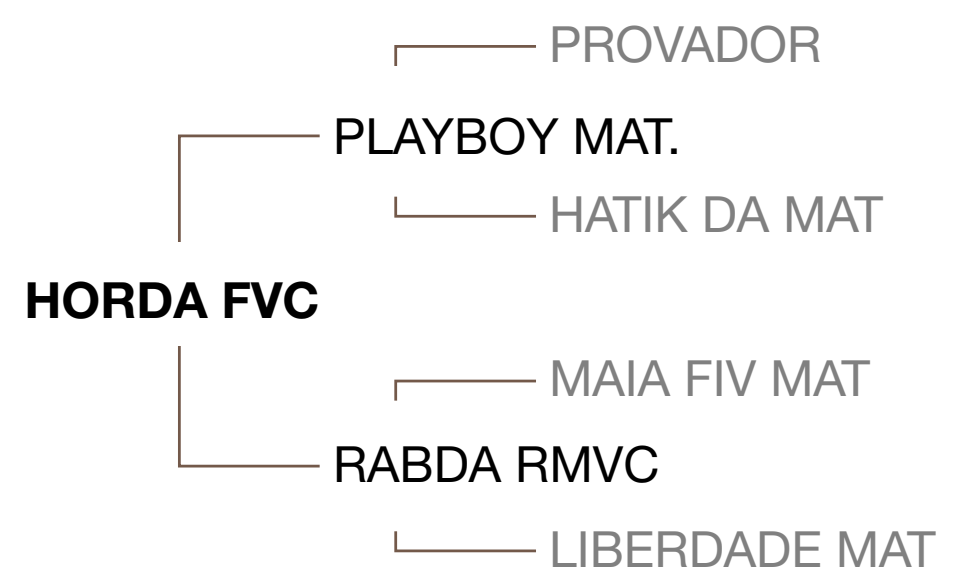 PROVADOR
PLAYBOY MAT.
HATIK DA MAT
HORDA FVC
MAIA FIV MAT
RABDA RMVC
LIBERDADE MAT